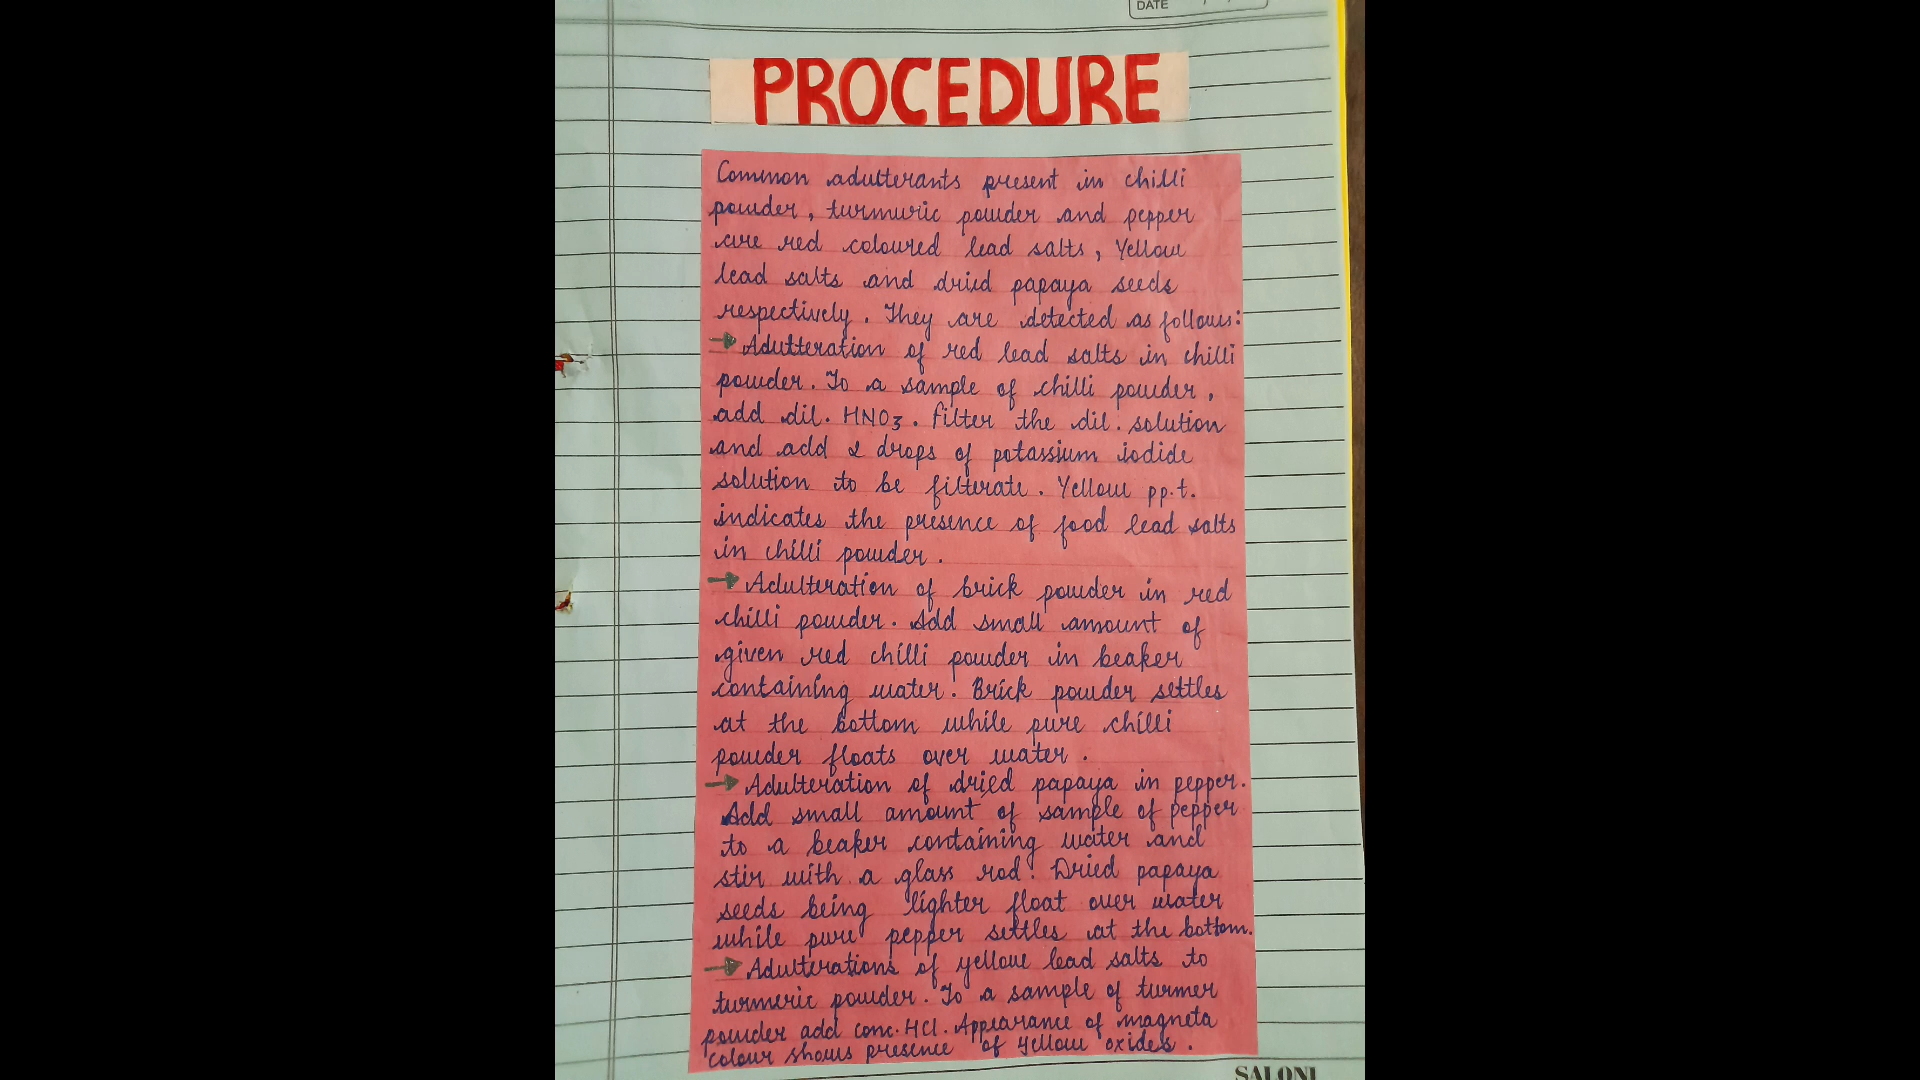 DATE
PROCEDURE
Common adulterants present in chilli
powder, turmuric powder and pepper
are red coloured lead salts, Yellow
lead salts and dried papaya seeds
respectively. They are detected as follows:
→ Adutteration of red lead salts in chilli
powder. To a sample of chilli powder,
add dil. HNO3. filter the dil. solution
and add 2 drops of potassium iodide
solution to be filterate. Yellow pp.t.
indicates the presence of food lead salts
in chilli powder.
→ Adulteration of brick powder in red
chilli powder. Add small amount of
given red chilli powder in beaker
containing water. Brick powder settles
at the bottom while pure chilli
powder floats over water.
→ Adulteration of dried papaya in pepper.
Add small amount of sample of pepper
to a beaker containing water and
stir with a glass rod. Dried papaya
seeds being lighter float over water
while pure pepper settles at the bottom.
→ Adulterations of yellow lead salts to
turmeric powder. To a sample of turmer
powder add conc. HCl. Appearance of magneta
colour shows presence of yellow oxides.
SALONI